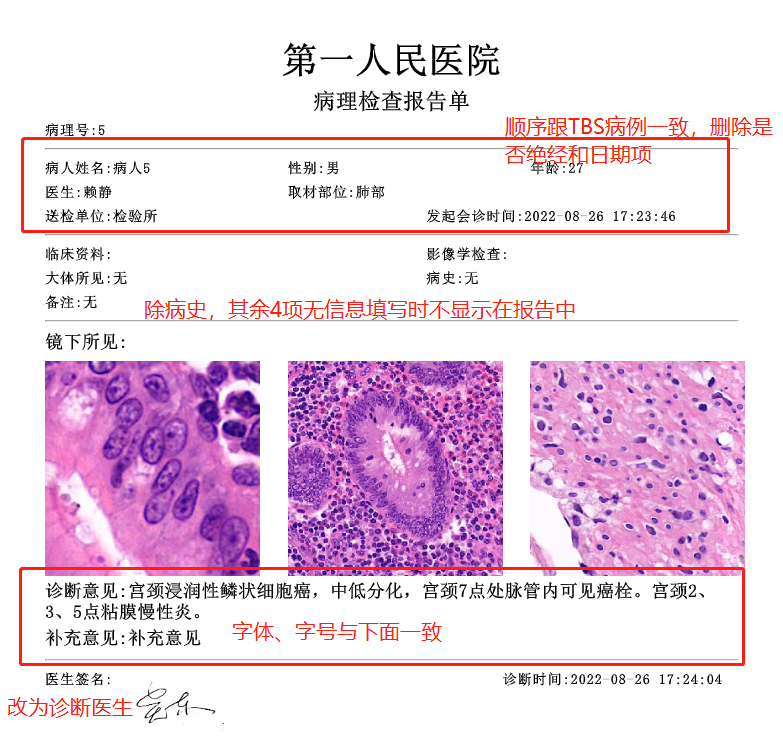 第一人民医院
病理检查报告单
病理号:5
顺序跟TBS病例一致，删除是
否绝经和日期项
病人姓名:病人5 性别:男 年龄:27
医生:赖静 取材部位:肺部
送检单位:检验所 发起会诊时间:2022-08-26 17:23:46
临床资料: 影像学检查:
大体所见:无 病史:无
备注:无
除病史，其余4项无信息填写时不显示在报告中
镜下所见:
诊断意见:宫颈浸润性鳞状细胞癌，中低分化，宫颈7点处脉管内可见癌栓。宫颈2、
3、5点粘膜慢性炎。
补充意见:补充意见
字体、字号与下面一致
医生签名: 诊断时间:2022-08-26 17:24:04
改为诊断医生